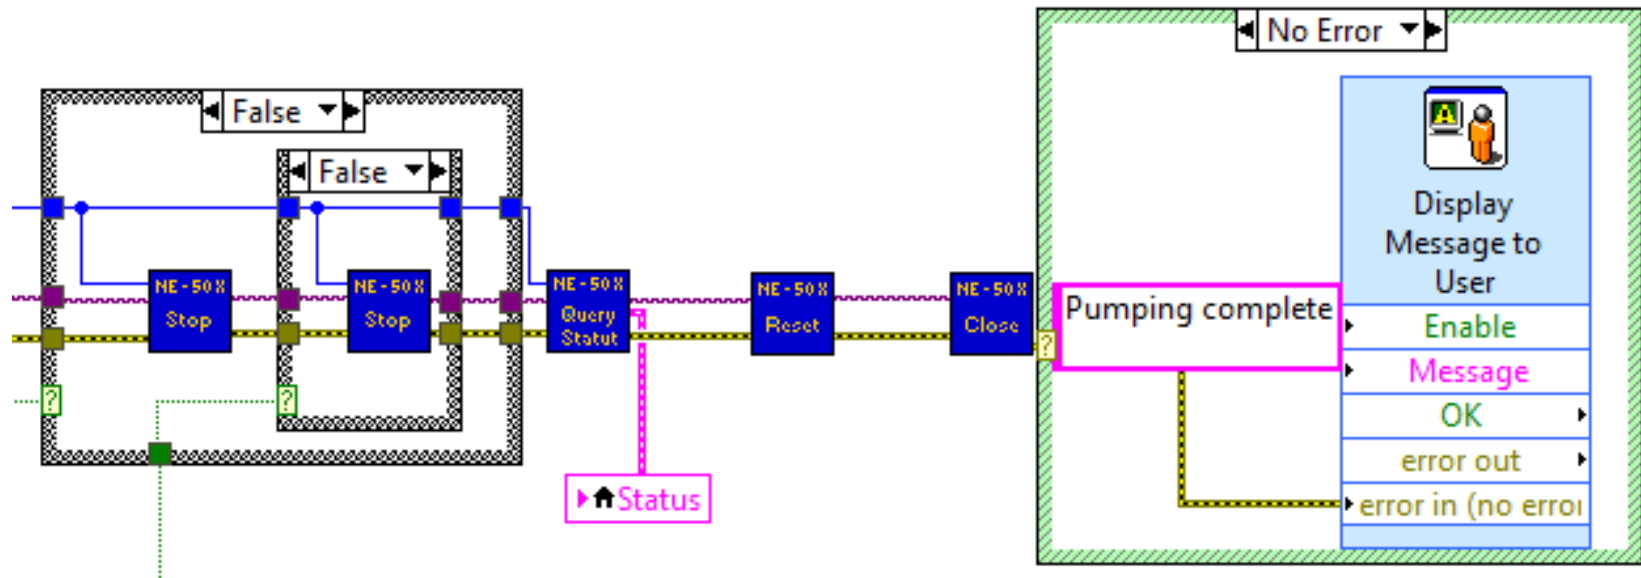 No Error
False
False
Display
Message to
User
NE-50X
Stop
NE-50X
Stop
NE-50X
Query
Statut
NE-50X
Reset
NE-50X
Close
Pumping complete
?
Enable
Message
?
?
OK
error out
Status
error in (no error